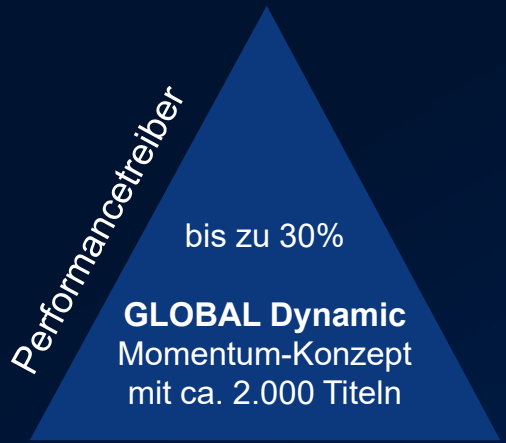 Performancetreiber
bis zu 30%
GLOBAL Dynamic
Momentum-Konzept
mit ca. 2.000 Titeln